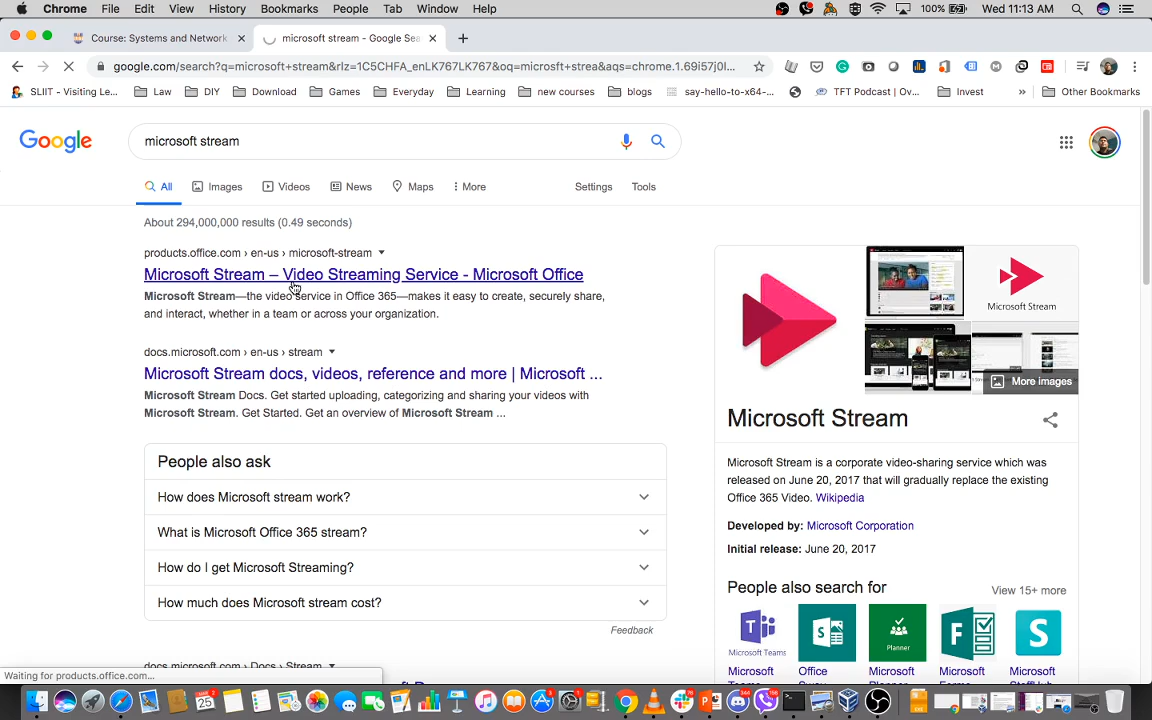 Chrome File Edit View History Bookmarks People Tab Window Help 100% Wed 11:13 AM
Course: Systems and Network
microsoft stream - Google Sea
google.com/search?q=microsoft+stream&rlz=1C5CHFA_enLK767LK767&oq=microsft+strea&aqs=chrome.1.69i57j0l...
SLIIT - Visiting Le... Law DIY Download Games Everyday Learning new courses blogs say-hello-to-x64-... TFT Podcast | Ov... Invest » Other Bookmarks
Google
microsoft stream
All Images Videos News Maps More Settings Tools
About 294,000,000 results (0.49 seconds)
products.office.com › en-us › microsoft-stream
Microsoft Stream – Video Streaming Service - Microsoft Office
Microsoft Stream—the video service in Office 365—makes it easy to create, securely share,
and interact, whether in a team or across your organization.
docs.microsoft.com › en-us › stream
Microsoft Stream docs, videos, reference and more | Microsoft ...
Microsoft Stream Docs. Get started uploading, categorizing and sharing your videos with
Microsoft Stream. Get Started. Get an overview of Microsoft Stream ...
People also ask
How does Microsoft stream work?
What is Microsoft Office 365 stream?
How do I get Microsoft Streaming?
How much does Microsoft stream cost?
Feedback
docs.microsoft.com › Docs › Stream
Microsoft Stream
More images
Microsoft Stream
Microsoft Stream is a corporate video-sharing service which was
released on June 20, 2017 that will gradually replace the existing
Office 365 Video. Wikipedia
Developed by: Microsoft Corporation
Initial release: June 20, 2017
People also search for
View 15+ more
Microsoft Teams
Planner
Microsoft Office Microsoft Microsoft Microsoft
Waiting for products.office.com...